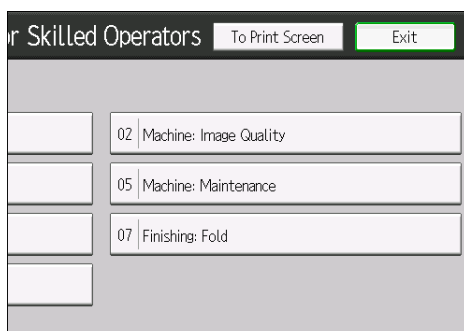 r Skilled Operators To Print Screen Exit
02 Machine: Image Quality
05 Machine: Maintenance
07 Finishing: Fold